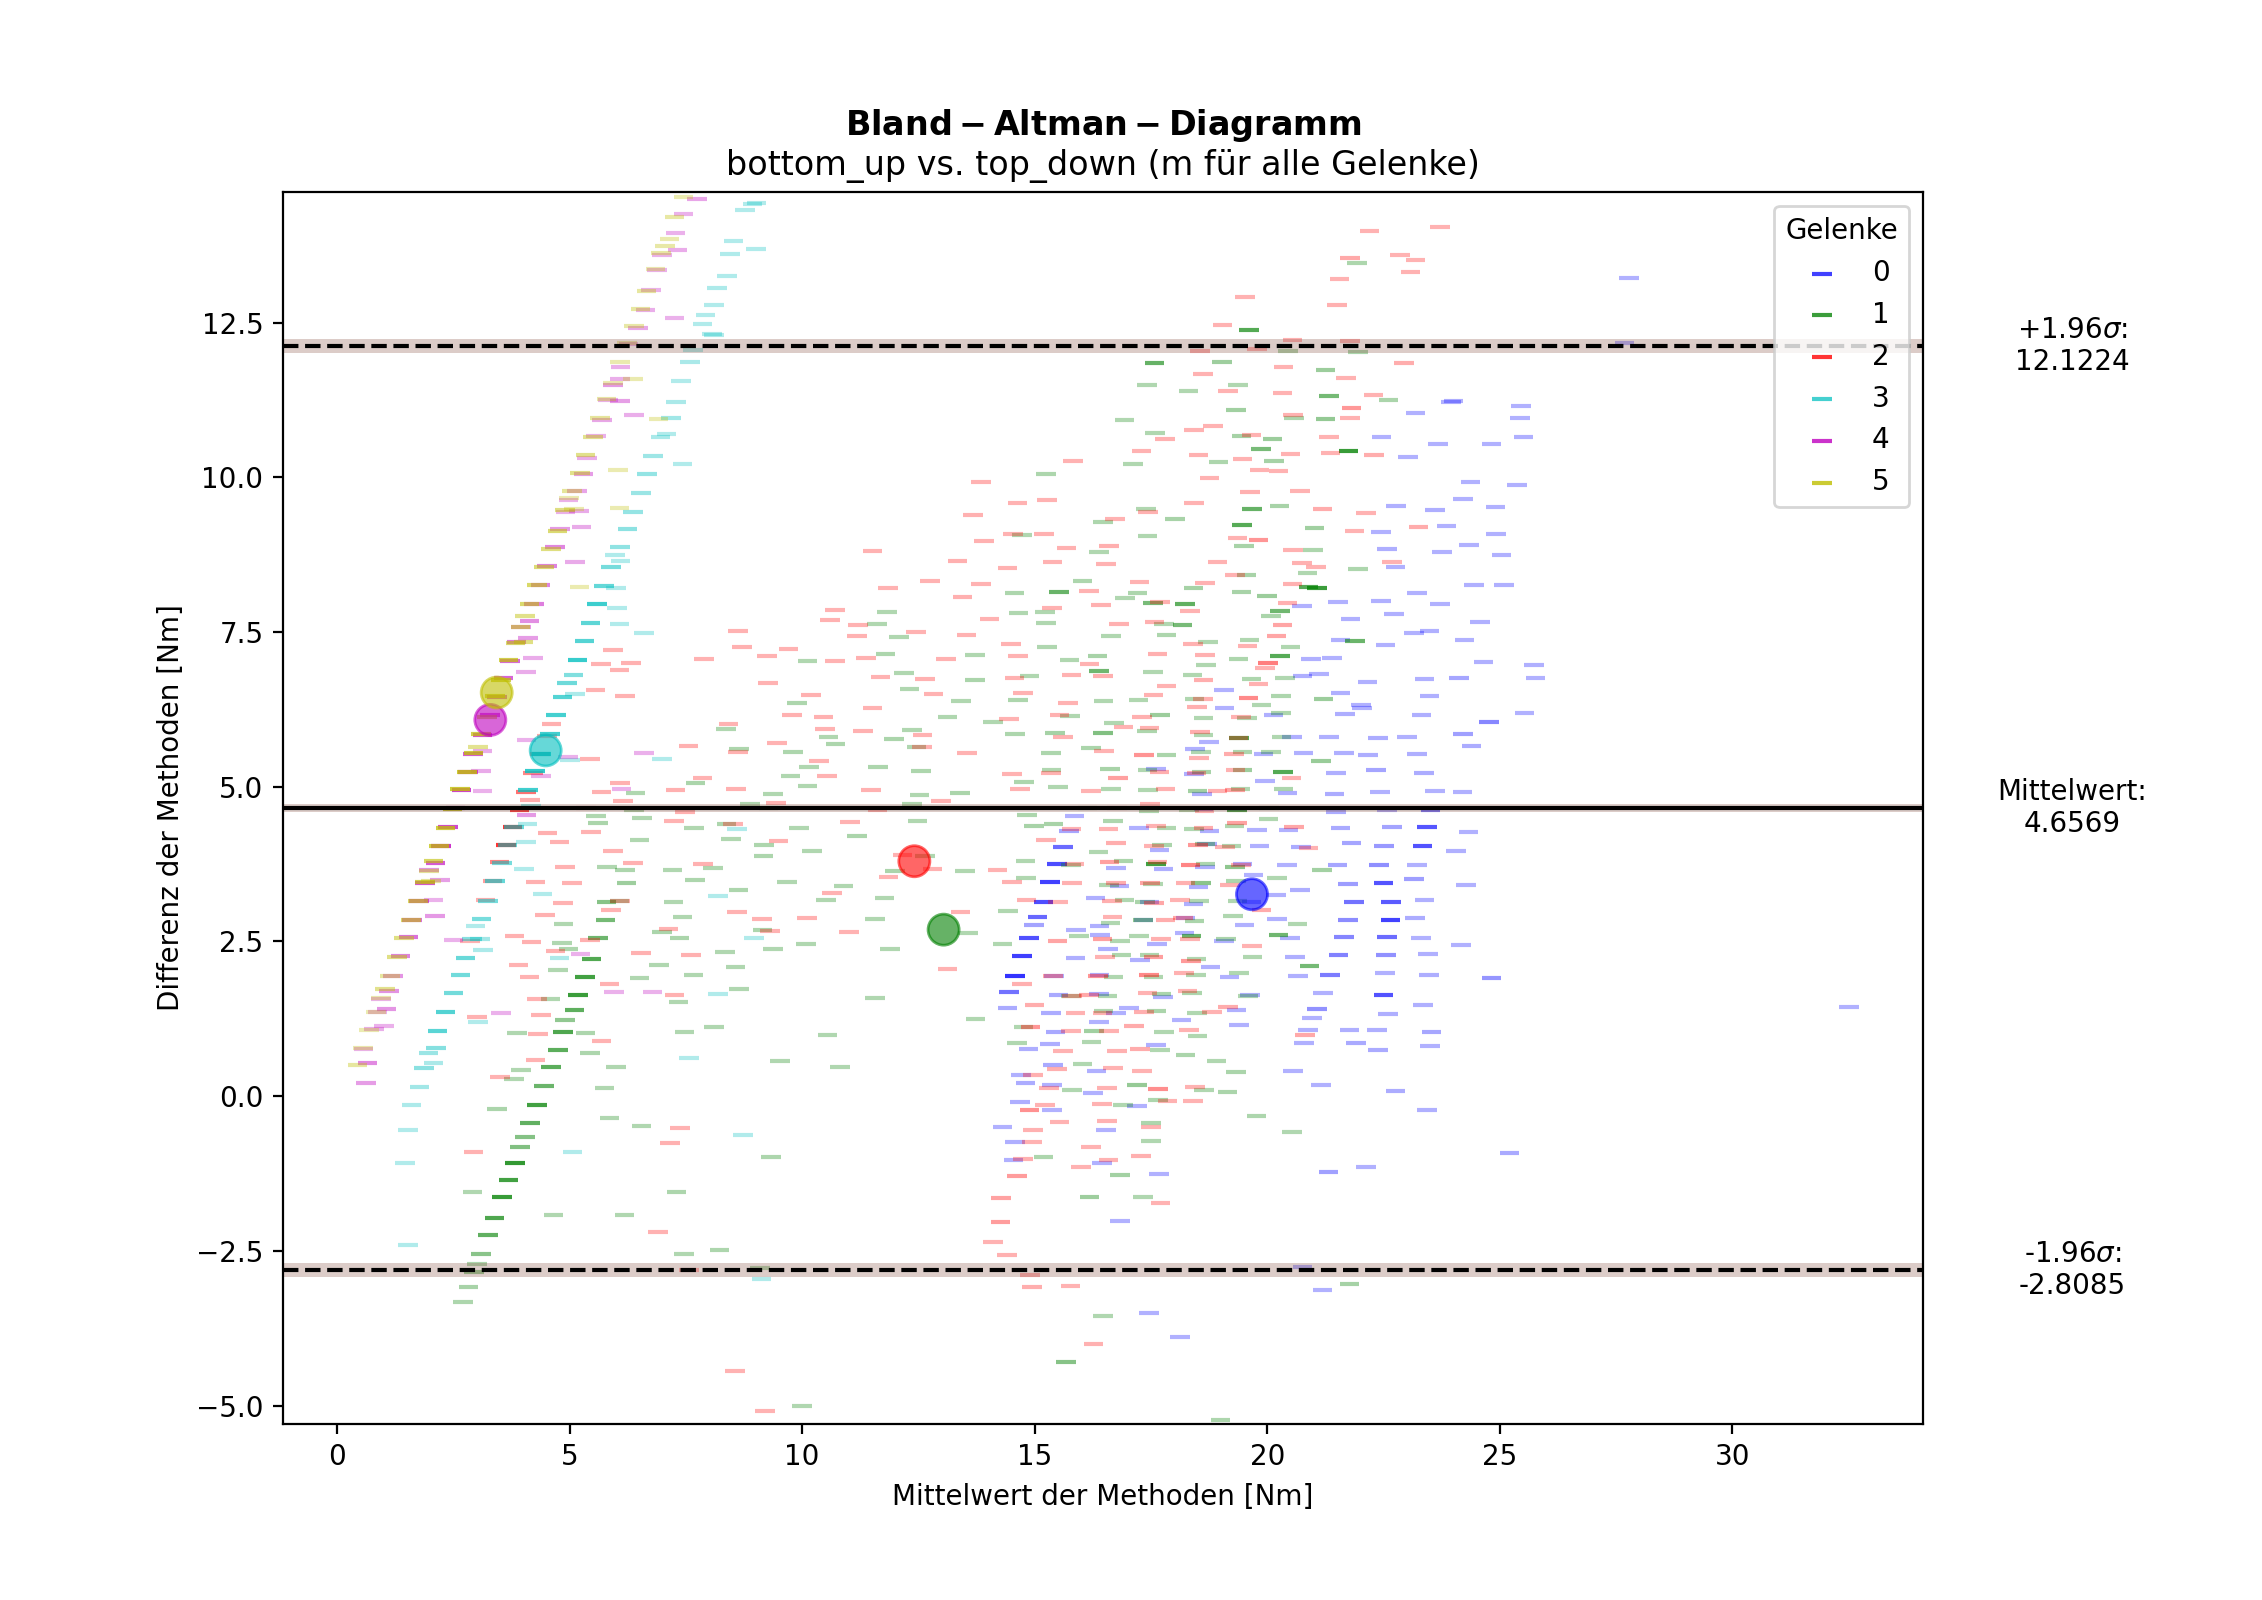 Bland – Altman – Diagramm
bottom_up vs. top_down (m für alle Gelenke)
Differenz der Methoden [Nm]
12.5
10.0
7.5
5.0
2.5
0.0
−2.5
−5.0
Gelenke
0
1
2
3
4
5
+1.96σ:
12.1224
Mittelwert:
4.6569
-1.96σ:
-2.8085
0 5 10 15 20 25 30
Mittelwert der Methoden [Nm]